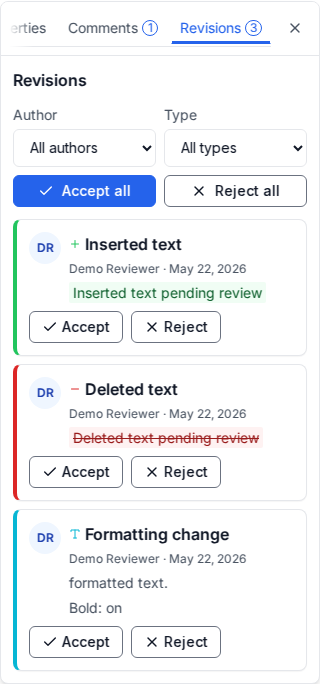 erties Comments 1 Revisions 3
Revisions
Author Type
All authors All types
Accept all Reject all
DR + Inserted text
Demo Reviewer · May 22, 2026
Inserted text pending review
Accept Reject
DR − Deleted text
Demo Reviewer · May 22, 2026
Deleted text pending review
Accept Reject
DR Formatting change
Demo Reviewer · May 22, 2026
formatted text.
Bold: on
Accept Reject